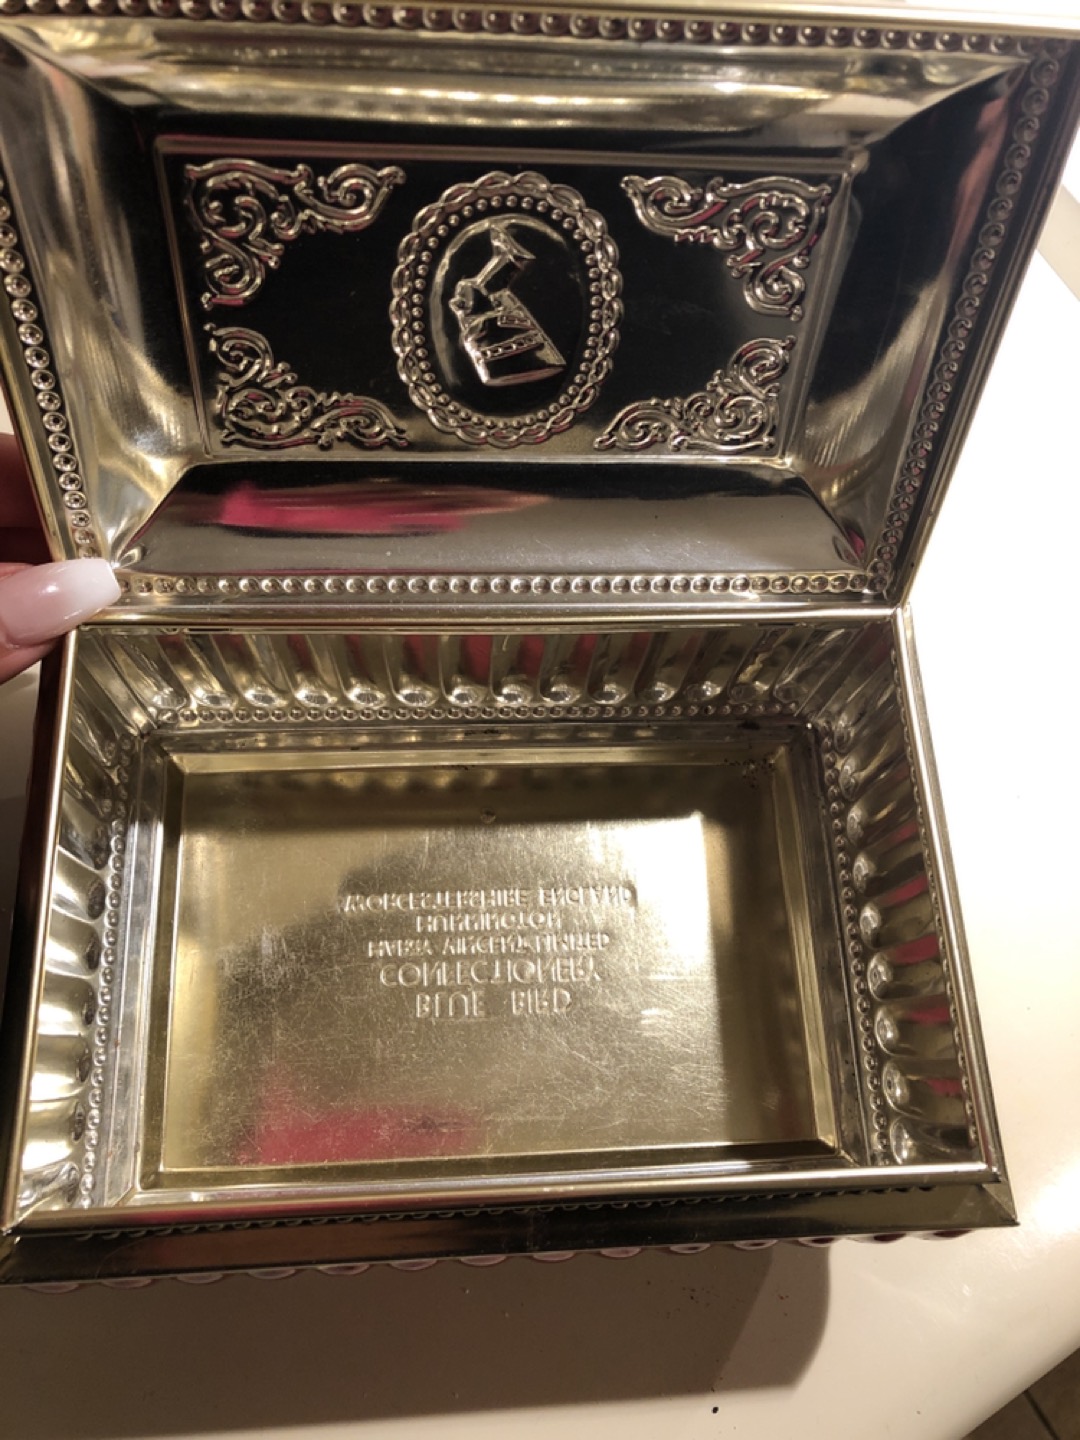 BLUE BIRD
CONFECTIONERY
HARRY VINCENT LIMITED
HUNNINGTON
WORCESTERSHIRE ENGLAND